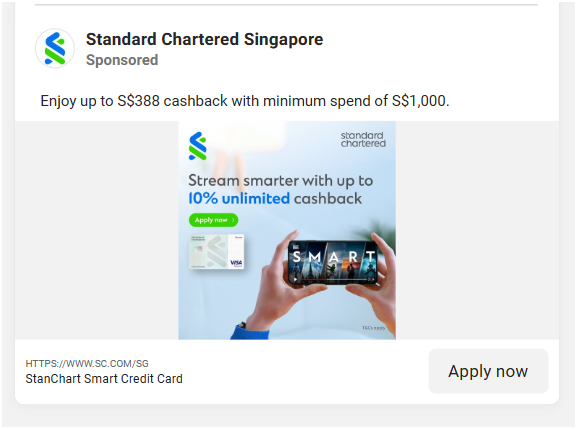 Standard Chartered Singapore
Sponsored
Enjoy up to S$388 cashback with minimum spend of S$1,000.
standard
chartered
Stream smarter with up to
10% unlimited cashback
Apply now
VISA
SMART
T&Cs apply
HTTPS://WWW.SC.COM/SG
StanChart Smart Credit Card
Apply now